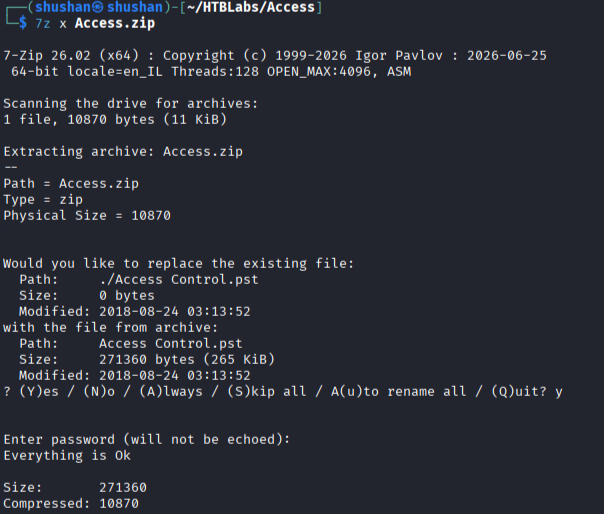 ┌──(shushan㉿shushan)-[~/HTBLabs/Access]
└─$ 7z x Access.zip
7-Zip 26.02 (x64) : Copyright (c) 1999-2026 Igor Pavlov : 2026-06-25
 64-bit locale=en_IL Threads:128 OPEN_MAX:4096, ASM
Scanning the drive for archives:
1 file, 10870 bytes (11 KiB)
Extracting archive: Access.zip
--
Path = Access.zip
Type = zip
Physical Size = 10870
Would you like to replace the existing file:
  Path:     ./Access Control.pst
  Size:     0 bytes
  Modified: 2018-08-24 03:13:52
with the file from archive:
  Path:     Access Control.pst
  Size:     271360 bytes (265 KiB)
  Modified: 2018-08-24 03:13:52
? (Y)es / (N)o / (A)lways / (S)kip all / A(u)to rename all / (Q)uit? y
Enter password (will not be echoed):
Everything is Ok
Size:       271360
Compressed: 10870